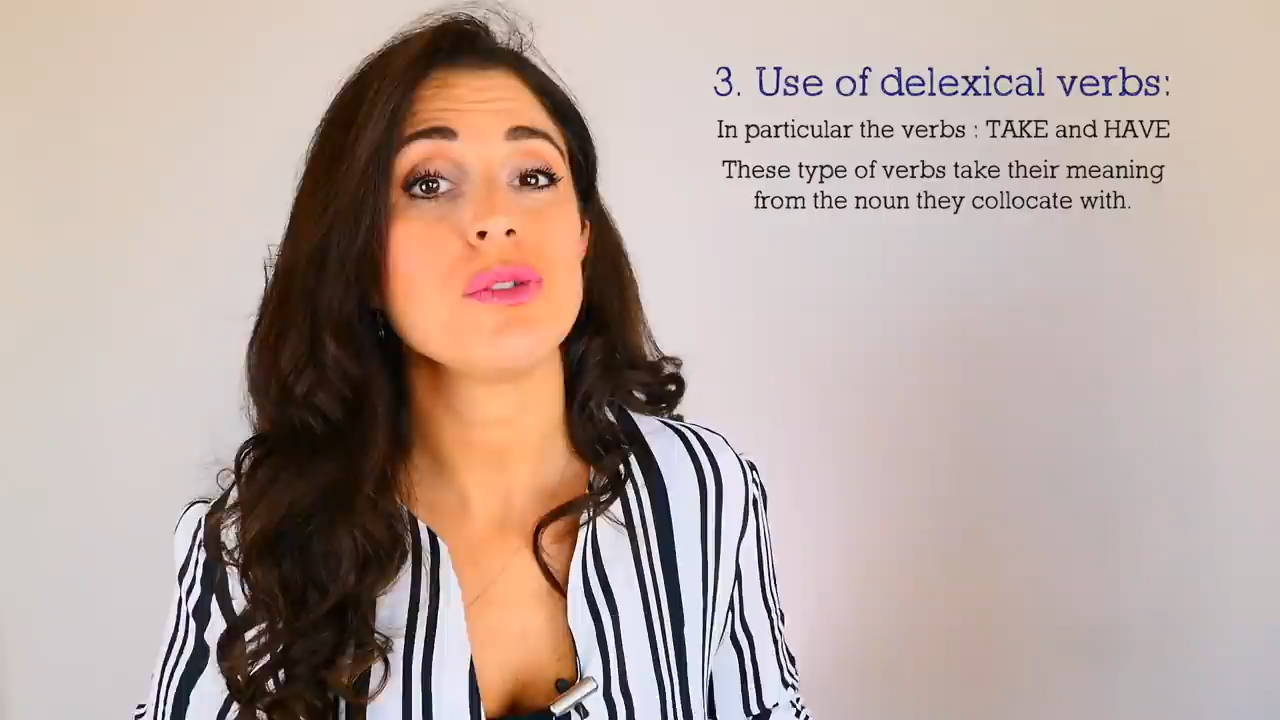 3. Use of delexical verbs:
In particular the verbs : TAKE and HAVE
These type of verbs take their meaning
from the noun they collocate with.